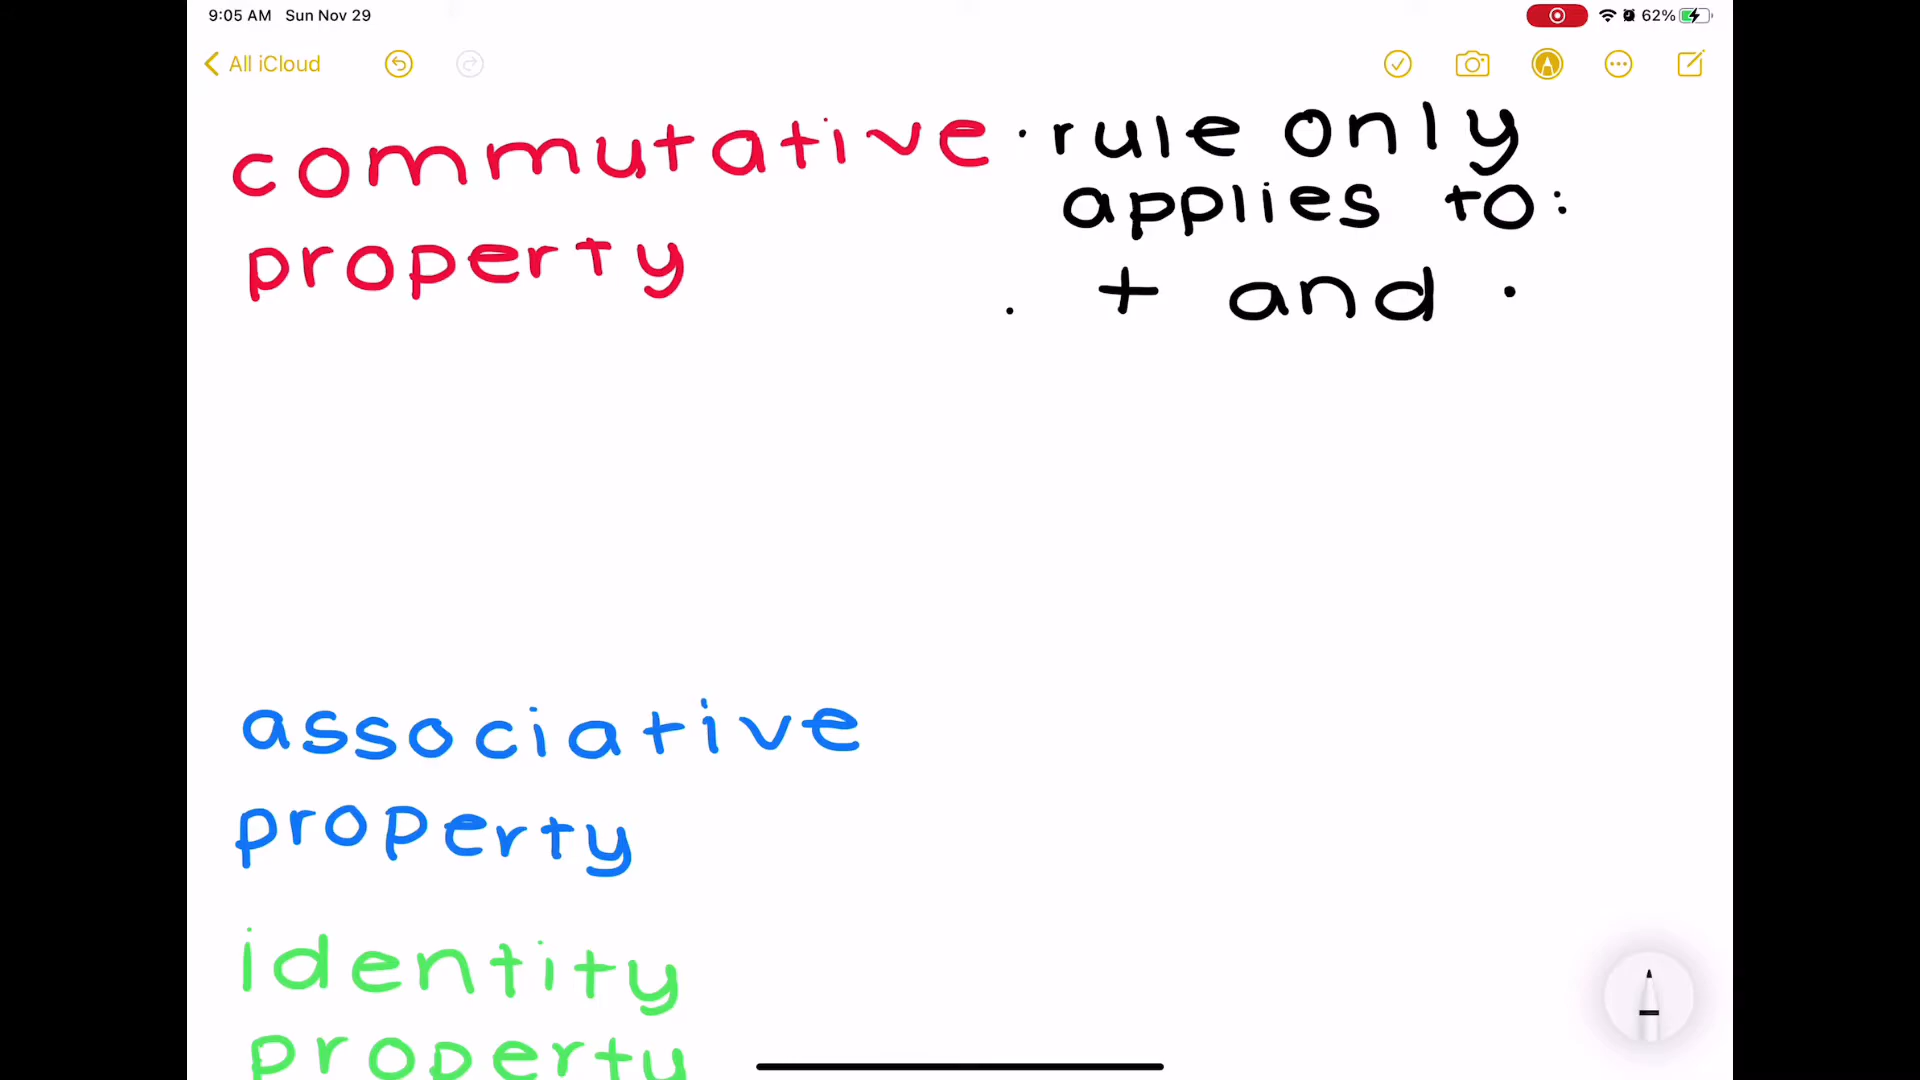 9:05 AM Sun Nov 29
62%
All iCloud
commutative · rule only
applies to:
property
. + and ·
associative
property
identity
property